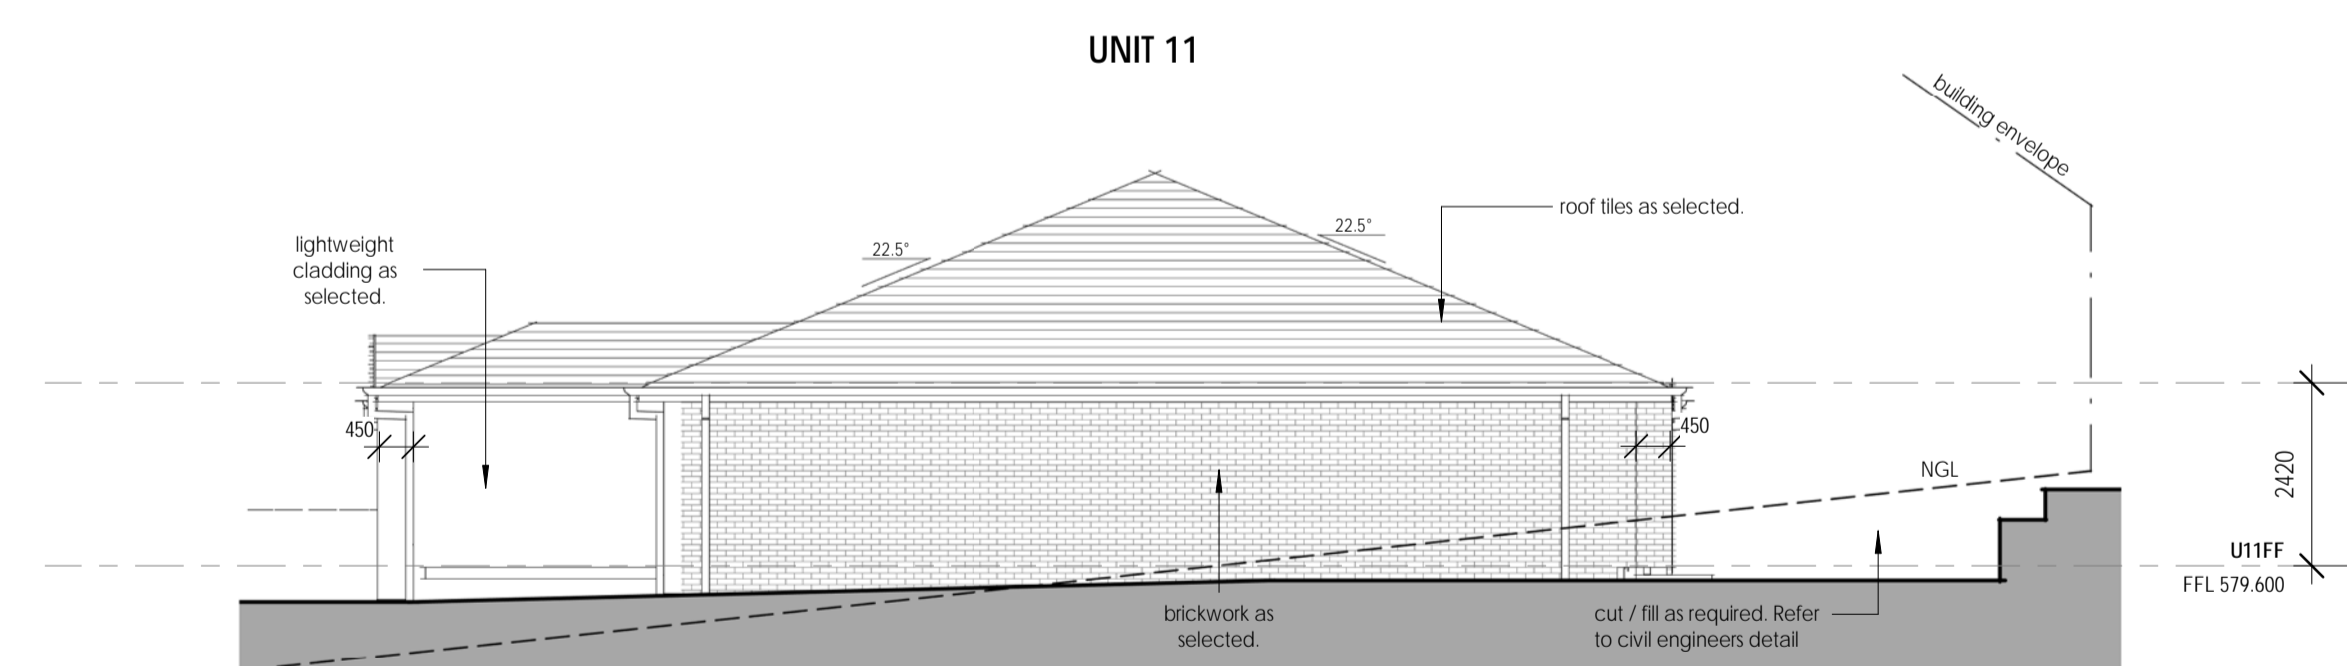 UNIT 11
building envelope
roof tiles as selected.
22.5°
22.5°
lightweight
cladding as
selected.
450
450
NGL
2420
U11FF
FFL 579.600
brickwork as
selected.
cut / fill as required. Refer
to civil engineers detail